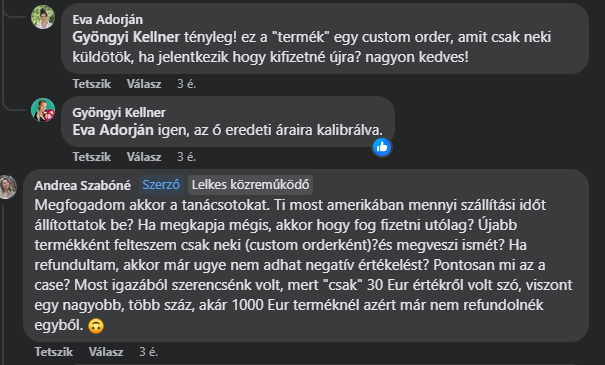 Eva Adorján
Gyöngyi Kellner tényleg! ez a "termék" egy custom order, amit csak neki
küldötök, ha jelentkezik hogy kifizetné újra? nagyon kedves!
Tetszik Válasz 3 é.
Gyöngyi Kellner
Eva Adorján igen, az ő eredeti áraira kalibrálva.
Tetszik Válasz 3 é.
Andrea Szabóné Szerző Lelkes közreműködő
Megfogadom akkor a tanácsotokat. Ti most amerikában mennyi szállítási időt
állítottatok be? Ha megkapja mégis, akkor hogy fog fizetni utólag? Újabb
termékként felteszem csak neki (custom orderként)?és megveszi ismét? Ha
refundultam, akkor már ugye nem adhat negatív értékelést? Pontosan mi az a
case? Most igazából szerencsénk volt, mert "csak" 30 Eur értékről volt szó, viszont
egy nagyobb, több száz, akár 1000 Eur terméknél azért már nem refundolnék
egyből. 🙃
Tetszik Válasz 3 é.